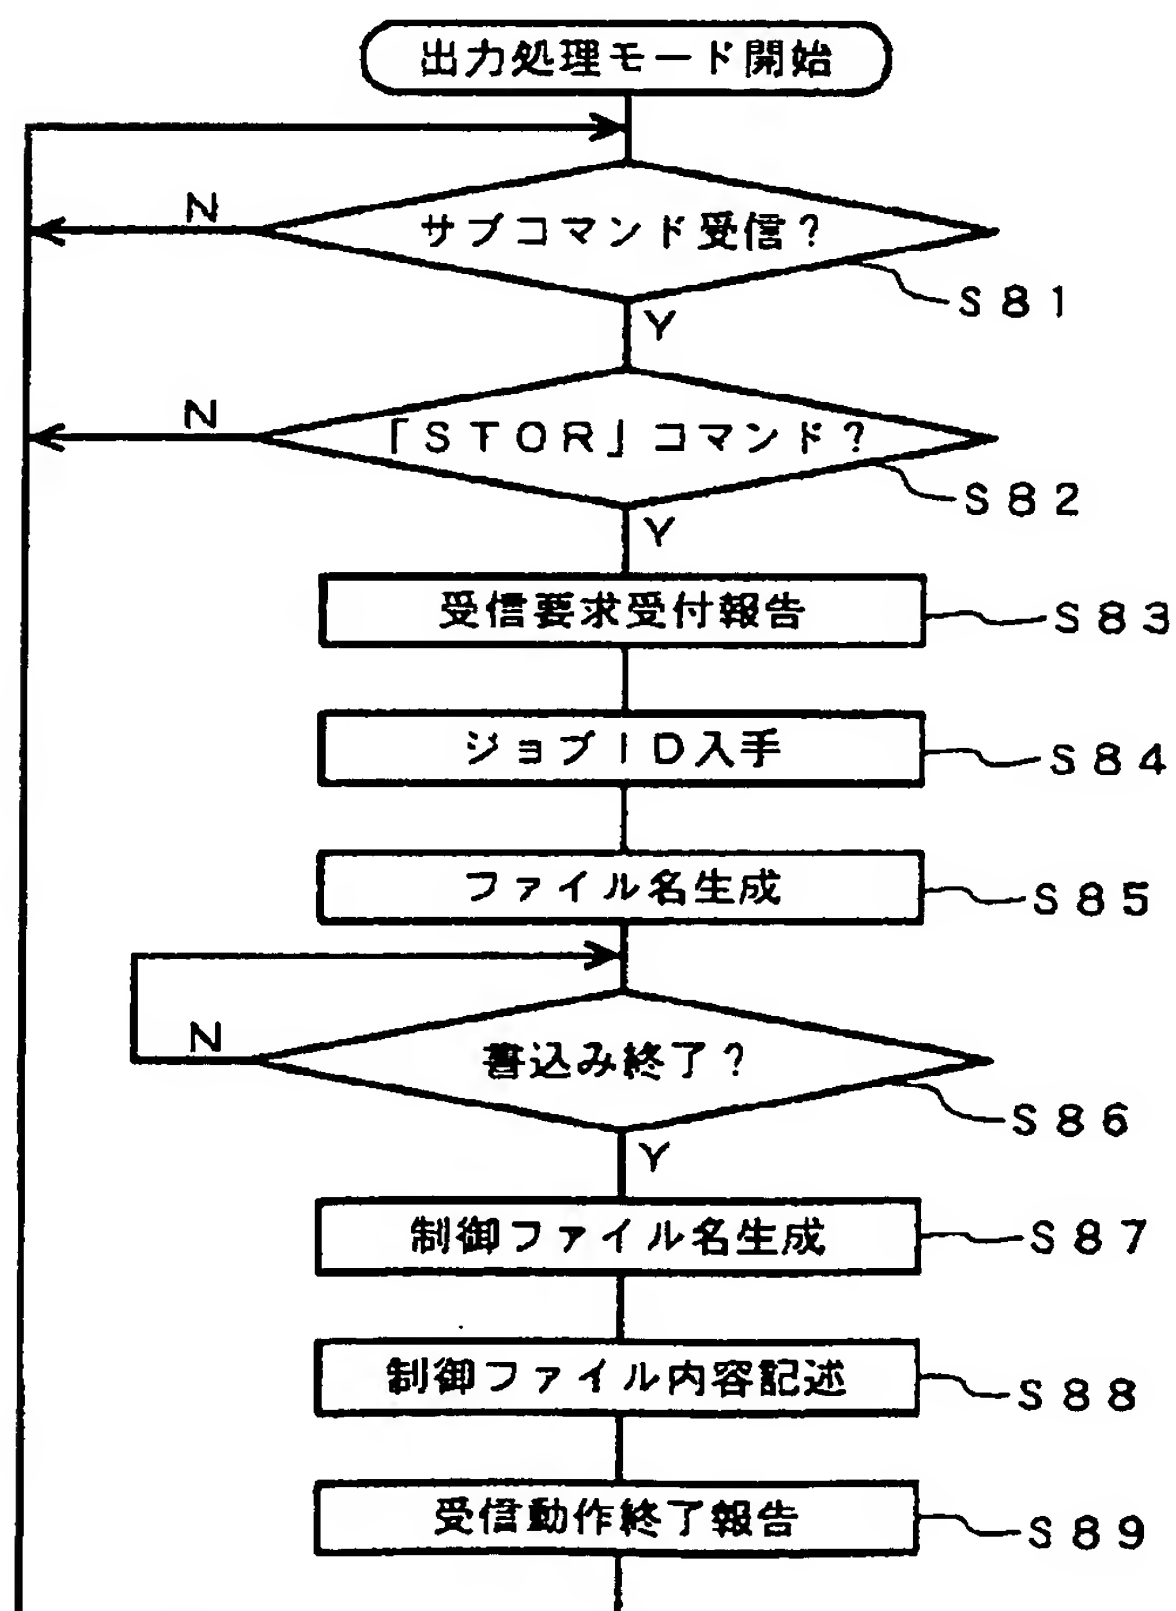 出力処理モード開始
N
サブコマンド受信？
S81
Y
N
「STOR」コマンド？
S82
Y
受信要求受付報告
S83
ジョブID入手
S84
ファイル名生成
S85
N
書込み終了？
S86
Y
制御ファイル名生成
S87
制御ファイル内容記述
S88
受信動作終了報告
S89